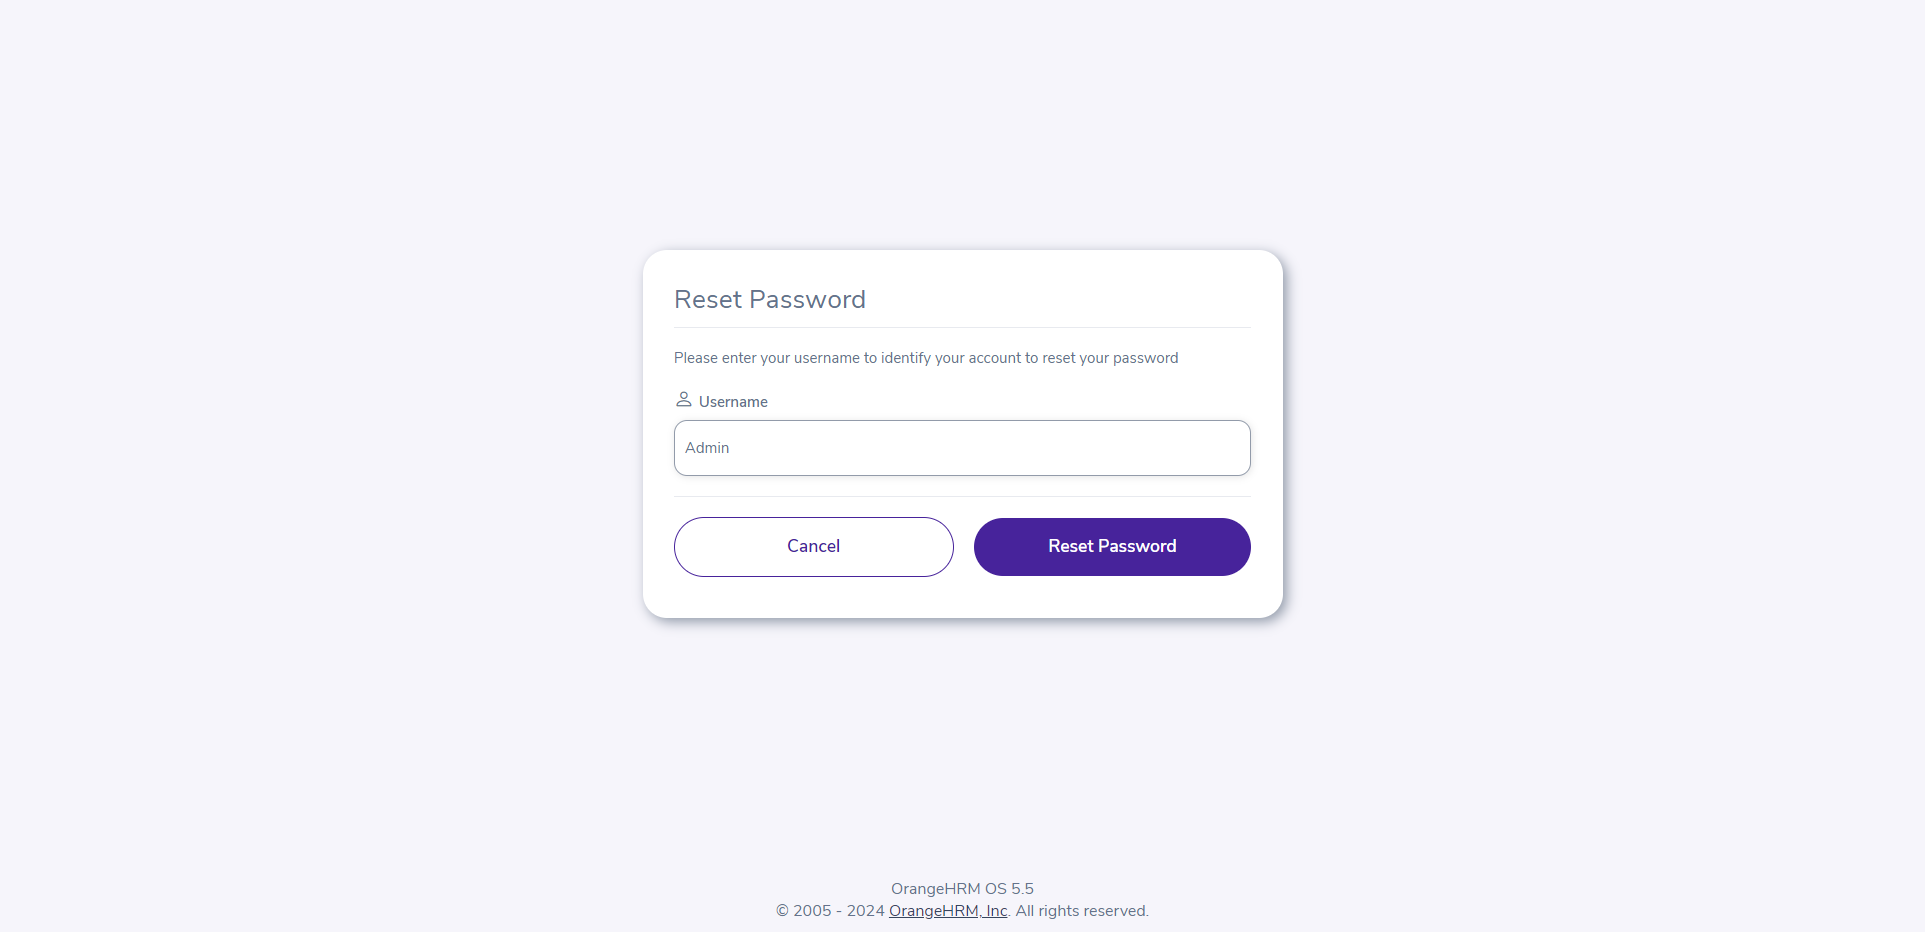 Reset Password
Please enter your username to identify your account to reset your password
Username
Admin
Cancel
Reset Password
OrangeHRM OS 5.5
© 2005 - 2024 OrangeHRM, Inc. All rights reserved.